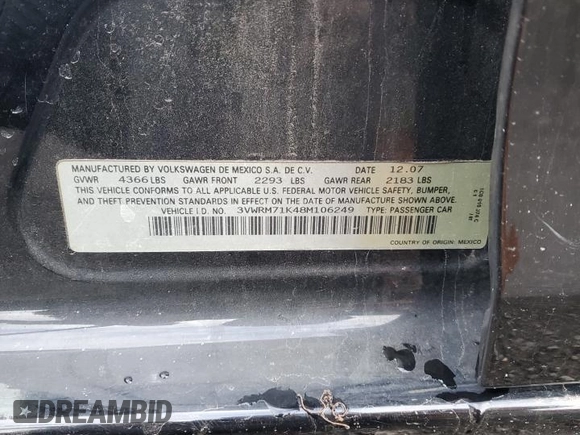 MANUFACTURED BY VOLKSWAGEN DE MEXICO S.A. DE C.V. DATE 12.07
GVWR 4366 LBS GAWR FRONT 2293 LBS GAWR REAR 2183 LBS
THIS VEHICLE CONFORMS TO ALL APPLICABLE U.S. FEDERAL MOTOR VEHICLE SAFETY, BUMPER,
AND THEFT PREVENTION STANDARDS IN EFFECT ON THE DATE OF MANUFACTURE SHOWN ABOVE.
VEHICLE I.D. NO. 3VWRM71K48M106249 TYPE: PASSENGER CAR
COUNTRY OF ORIGIN: MEXICO
DREAMBID